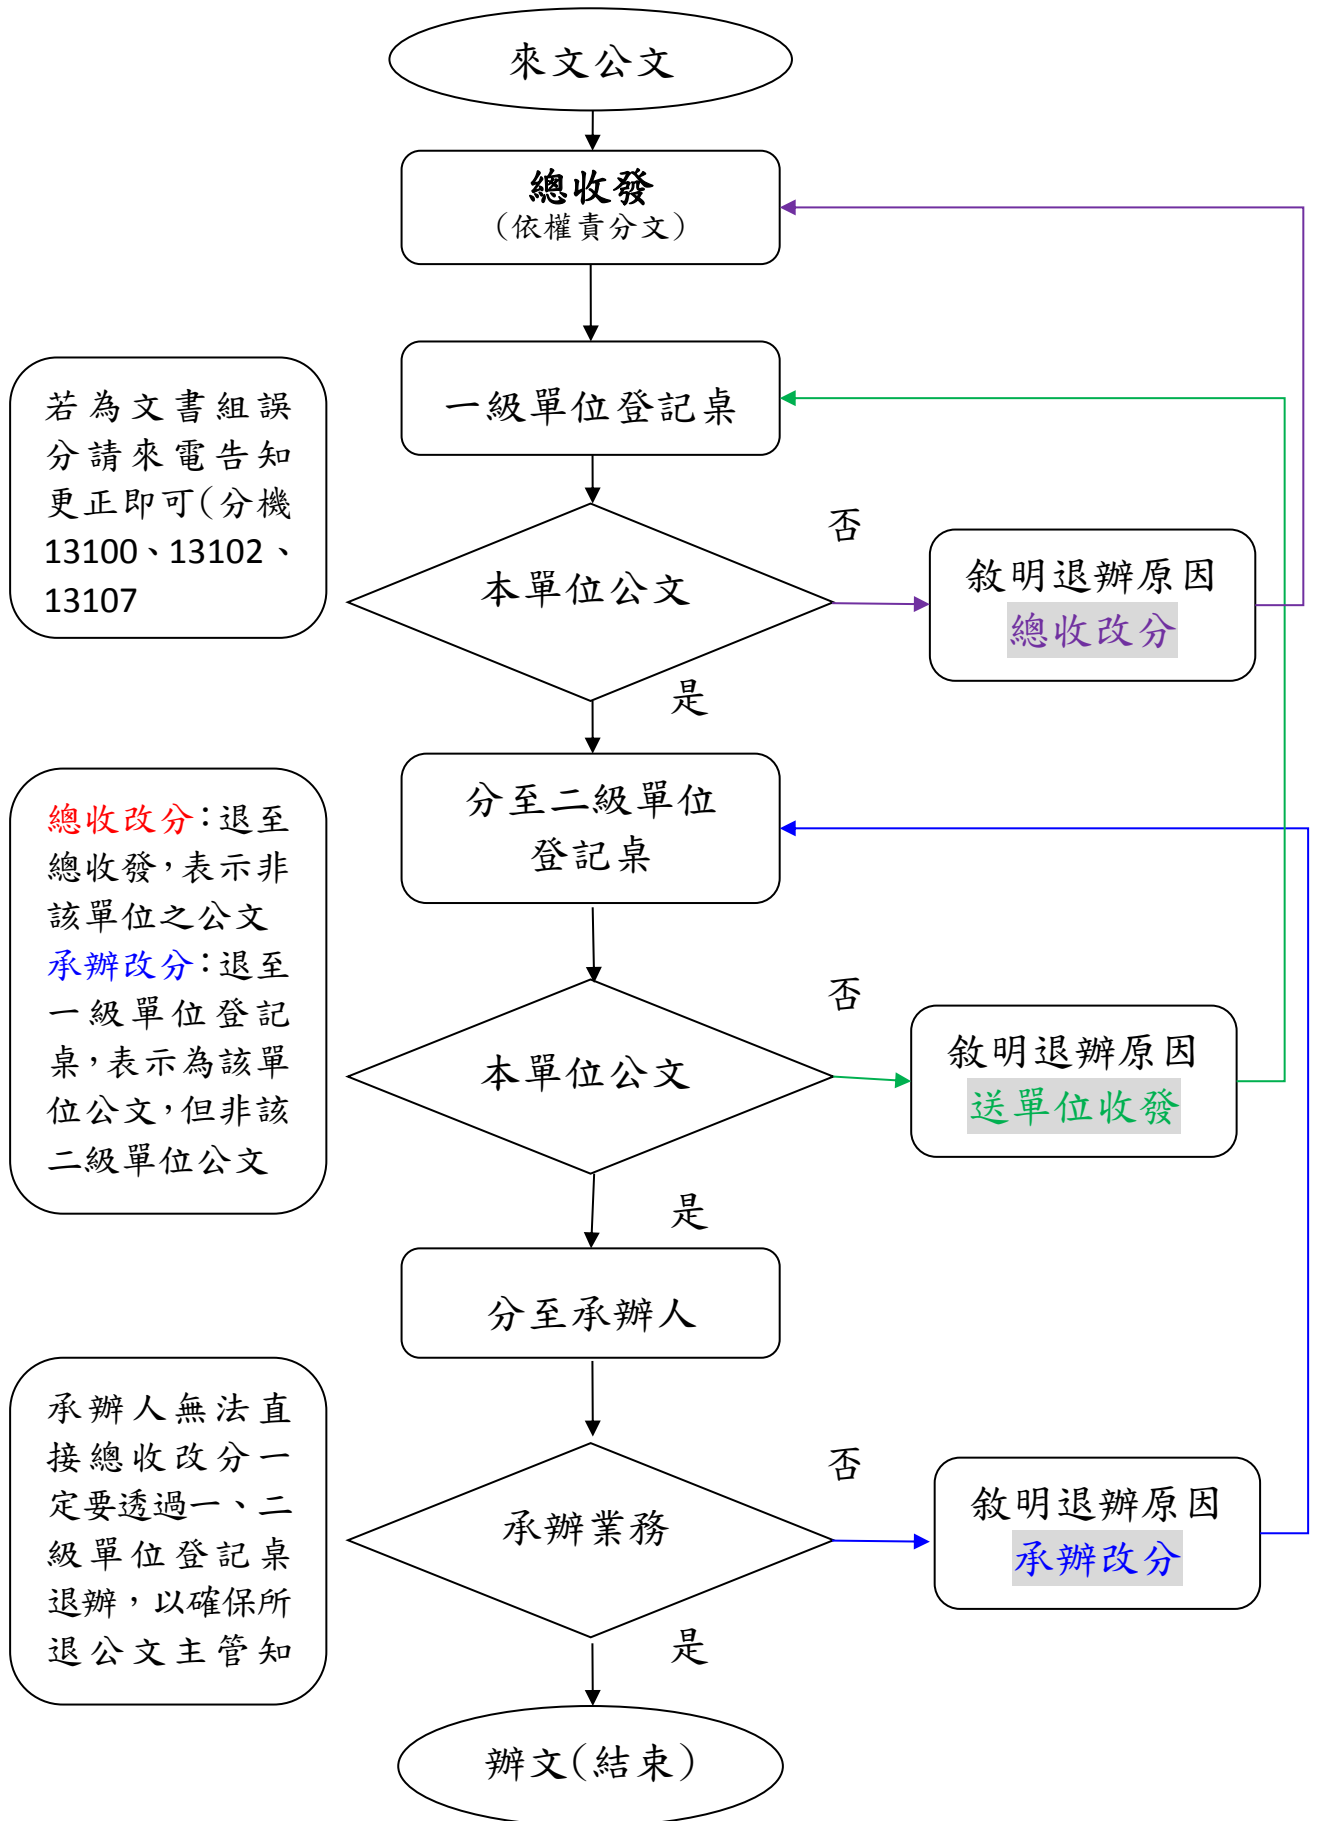 來文公文
總收發
（依權責分文）
一級單位登記桌
若為文書組誤
分請來電告知
更正即可(分機
13100、13102、
13107
本單位公文
否
敘明退辦原因
總收改分
是
分至二級單位
登記桌
總收改分：退至
總收發，表示非
該單位之公文
承辦改分：退至
一級單位登記
桌，表示為該單
位公文，但非該
二級單位公文
本單位公文
否
敘明退辦原因
送單位收發
是
分至承辦人
承辦人無法直
接總收改分一
定要透過一、二
級單位登記桌
退辦，以確保所
退公文主管知
承辦業務
否
敘明退辦原因
承辦改分
是
辦文(結束)